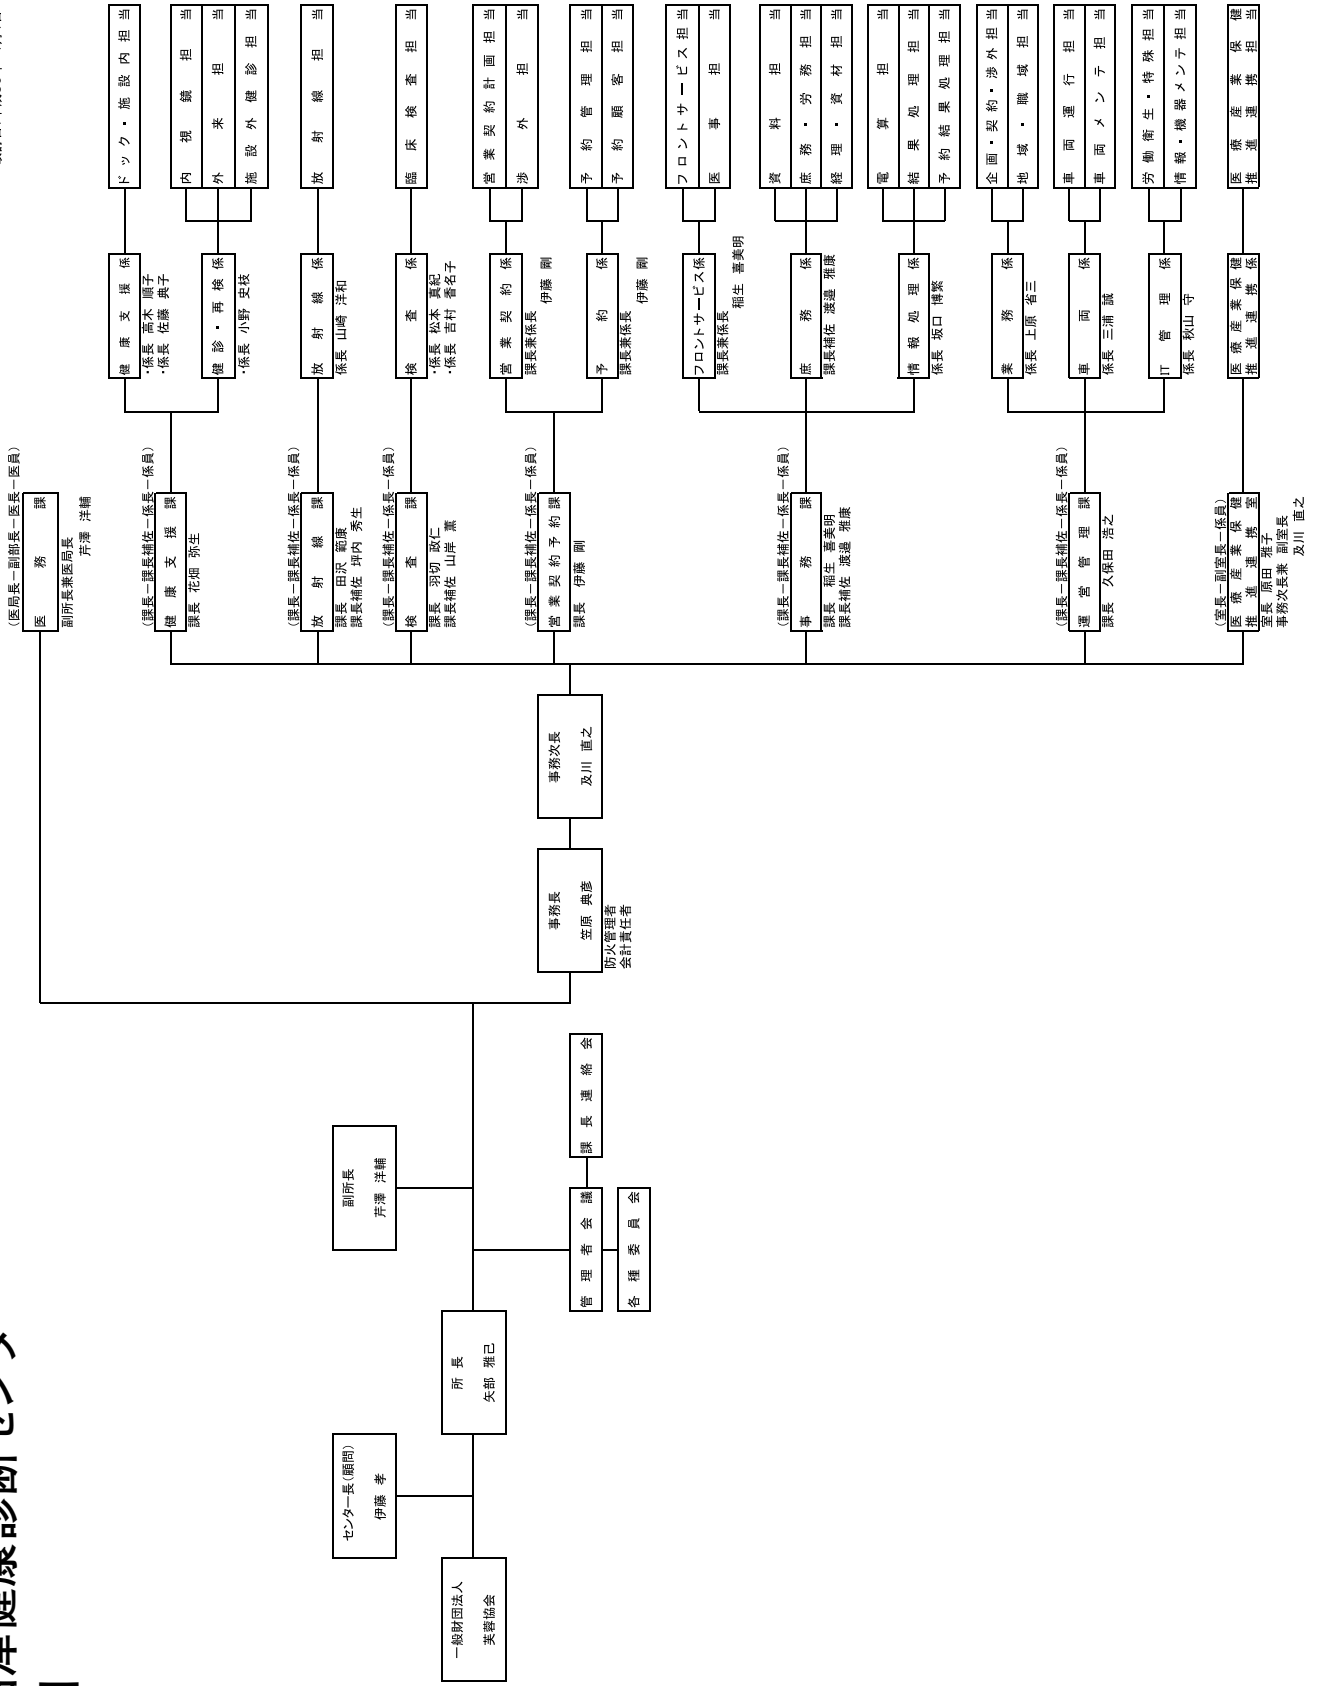 一般財団法人
芙蓉協会
センター長(顧問)
伊藤 孝
所 長
矢部 雅己
副所長
芹澤 洋輔
管 理 者 会 議
各 種 委 員 会
課 長 連 絡 会
事務長
笠原 典彦
防火管理者
会計責任者
事務次長
及川 直之
(医局長ー副部長ー医長ー医員)
医 務 課
副所長兼医局長
芹澤 洋輔
(課長ー課長補佐ー係長ー係員)
健 康 支 援 課
課長 花畑 弥生
健 康 支 援 係
・係長 高木 順子
・係長 佐藤 典子
ドック・施設内担当
健 診・再 検 係
・係長 小野 史枝
内 視 鏡 担 当
外 来 担 当
施 設 外 健 診 担 当
(課長ー課長補佐ー係長ー係員)
放 射 線 課
課長 田沢 範康
課長補佐 坪内 秀生
放 射 線 係
係長 山崎 洋和
放 射 線 担 当
(課長ー課長補佐ー係長ー係員)
検 査 課
課長 羽切 政仁
課長補佐 山岸 薫
検 査 係
・係長 松本 真紀
・係長 吉村 香名子
臨 床 検 査 担 当
(課長ー課長補佐ー係長ー係員)
営 業 契 約 予 約 課
課長 伊藤 剛
営 業 契 約 係
課長兼係長
伊藤 剛
営 業 契 約 計 画 担 当
渉 外 担 当
予 約 係
課長兼係長
伊藤 剛
予 約 管 理 担 当
予 約 顧 客 担 当
(課長ー課長補佐ー係長ー係員)
事 務 課
課長 稲生 喜美明
課長補佐 渡邉 雅康
フロントサービス係
課長兼係長
稲生 喜美明
フロントサービス担当
医 事 担 当
庶 務 係
課長補佐 渡邉 雅康
資 料 担 当
庶 務・労 務 担 当
経 理・資 材 担 当
情 報 処 理 係
係長 坂口 博繁
電 算 担 当
結 果 処 理 担 当
予 約 結 果 処 理 担 当
(課長ー課長補佐ー係長ー係員)
運 営 管 理 課
課長 久保田 浩之
業 務 係
係長 上原 省三
企画・契約・渉外担当
地 域・職 域 担 当
車 両 係
係長 三浦 誠
車 両 運 行 担 当
車 両 メ ン テ 担 当
IT 管 理 係
係長 秋山 守
労働衛生・特殊担当
情報・機器メンテ担当
(室長ー副室長ー係員)
医 療 産 業 保 健
推 進 連 携 室
室長 原田 雅子
事務次長兼 副室長
及川 直之
医 療 産 業 保 健
推 進 連 携 係
医 療 産 業 保 健
推 進 連 携 担 当